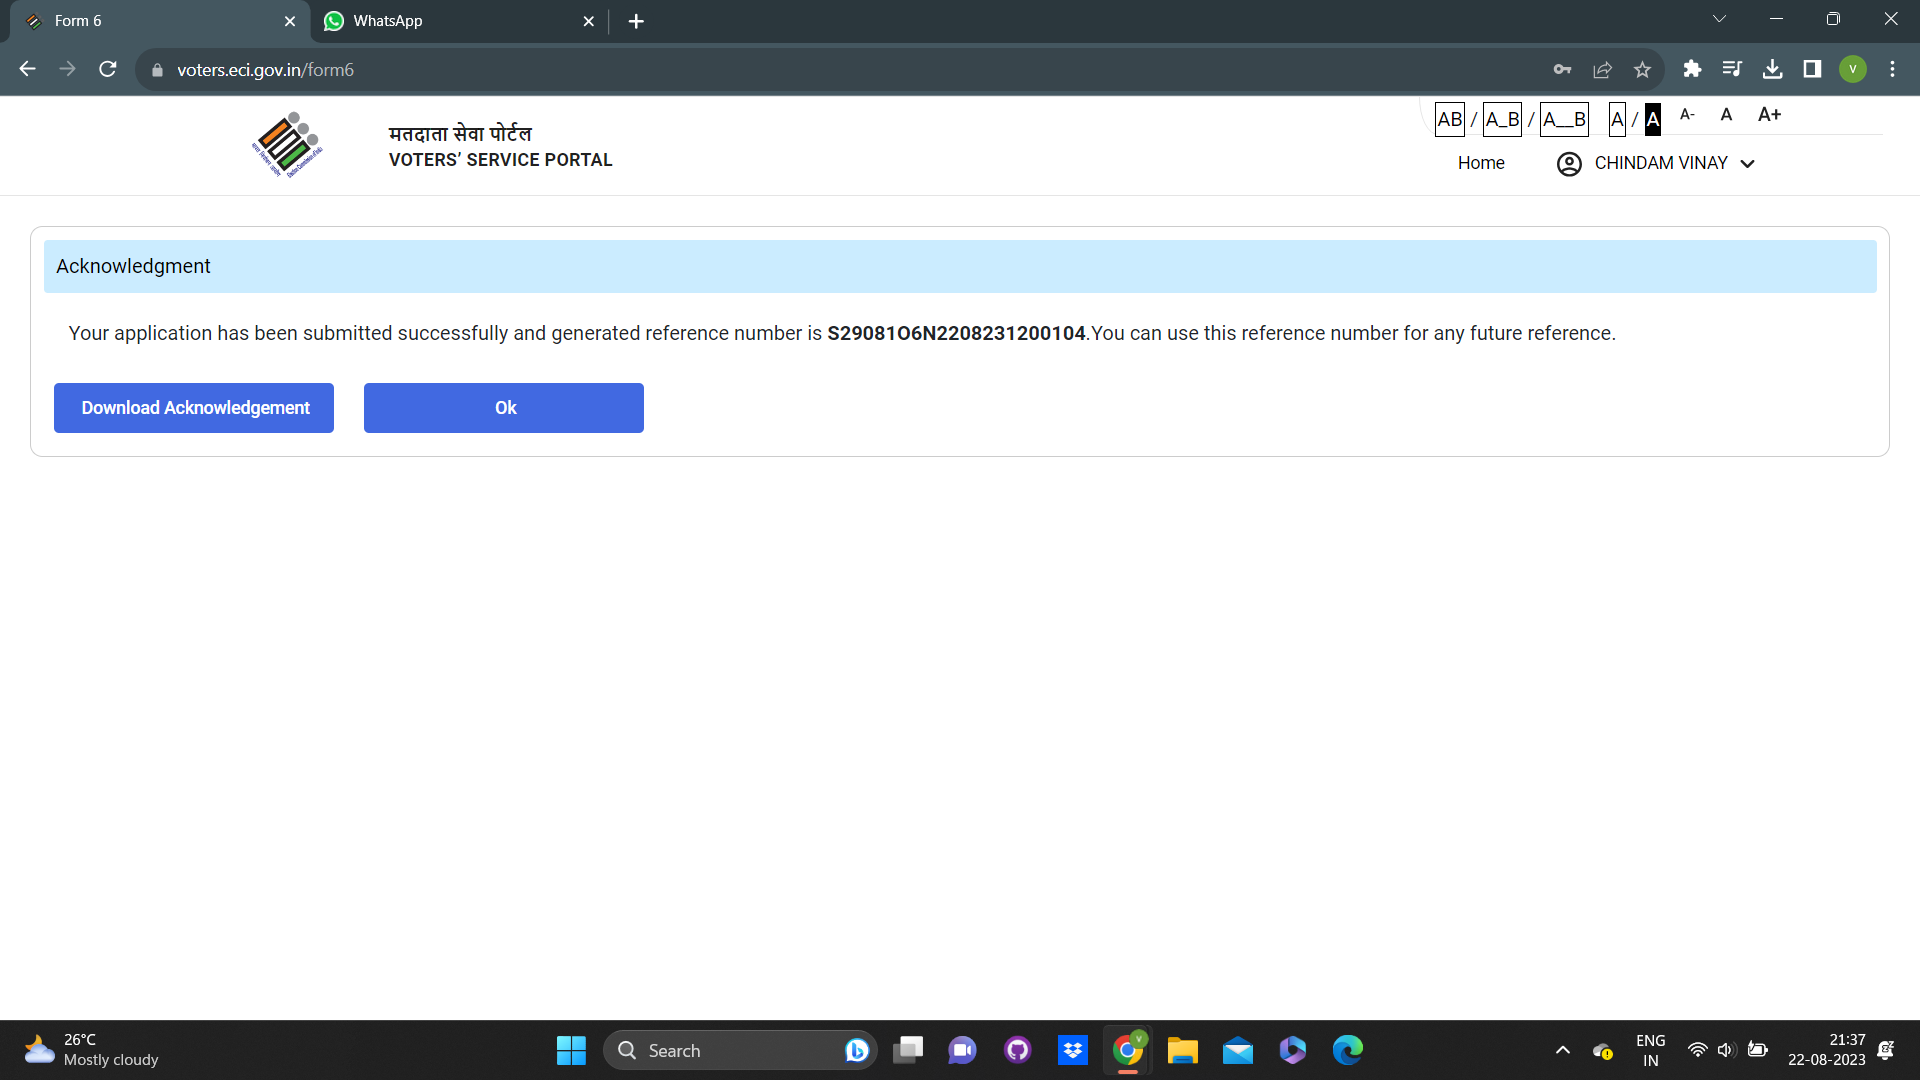 Form 6
WhatsApp
voters.eci.gov.in/form6
V
AB / A_B / A__B A / A A- A A+
मतदाता सेवा पोर्टल
VOTERS’ SERVICE PORTAL
Home
CHINDAM VINAY
Acknowledgment
Your application has been submitted successfully and generated reference number is S29081O6N2208231200104.You can use this reference number for any future reference.
Download Acknowledgement
Ok
26°C
Mostly cloudy
Search
ENG
IN
21:37
22-08-2023